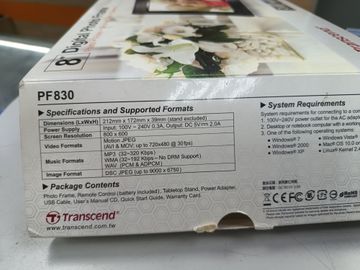 8" Digital Photo Frame
PF830
Specifications and Supported Formats
Dimensions (LxWxH) 212mm x 172mm x 39mm (stand excluded)
Power Supply Input: 100V ~ 240V 0.3A, Output: DC 5V 2.0A
Screen Resolution 800 x 600
Video Formats Motion JPEG
(AVI & MOV; up to 720x480 @ 30fps)
Music Formats MP3 (32~320 Kbps)
WMA (32~192 Kbps – No DRM Support)
WAV (PCM & ADPCM)
Image Format DSC JPEG (up to 9000 x 6750)
Package Contents
Photo Frame, Remote Control (battery included), Tabletop Stand, Power Adapter,
USB Cable, User's Manual CD, Quick Start Guide, Warranty Card.
Transcend
www.transcend.com.tw
System Requirements
System requirements for connecting to a com
1. 100V~240V power outlet for the AC adapt
2. Desktop or notebook computer with a working
3. One of the following operating systems
Windows® 7
Windows® 2000
Windows® XP
Windows® Vista
Mac® OS 10.0 or
Linux® Kernel 2.4
RoHS
www.transcend